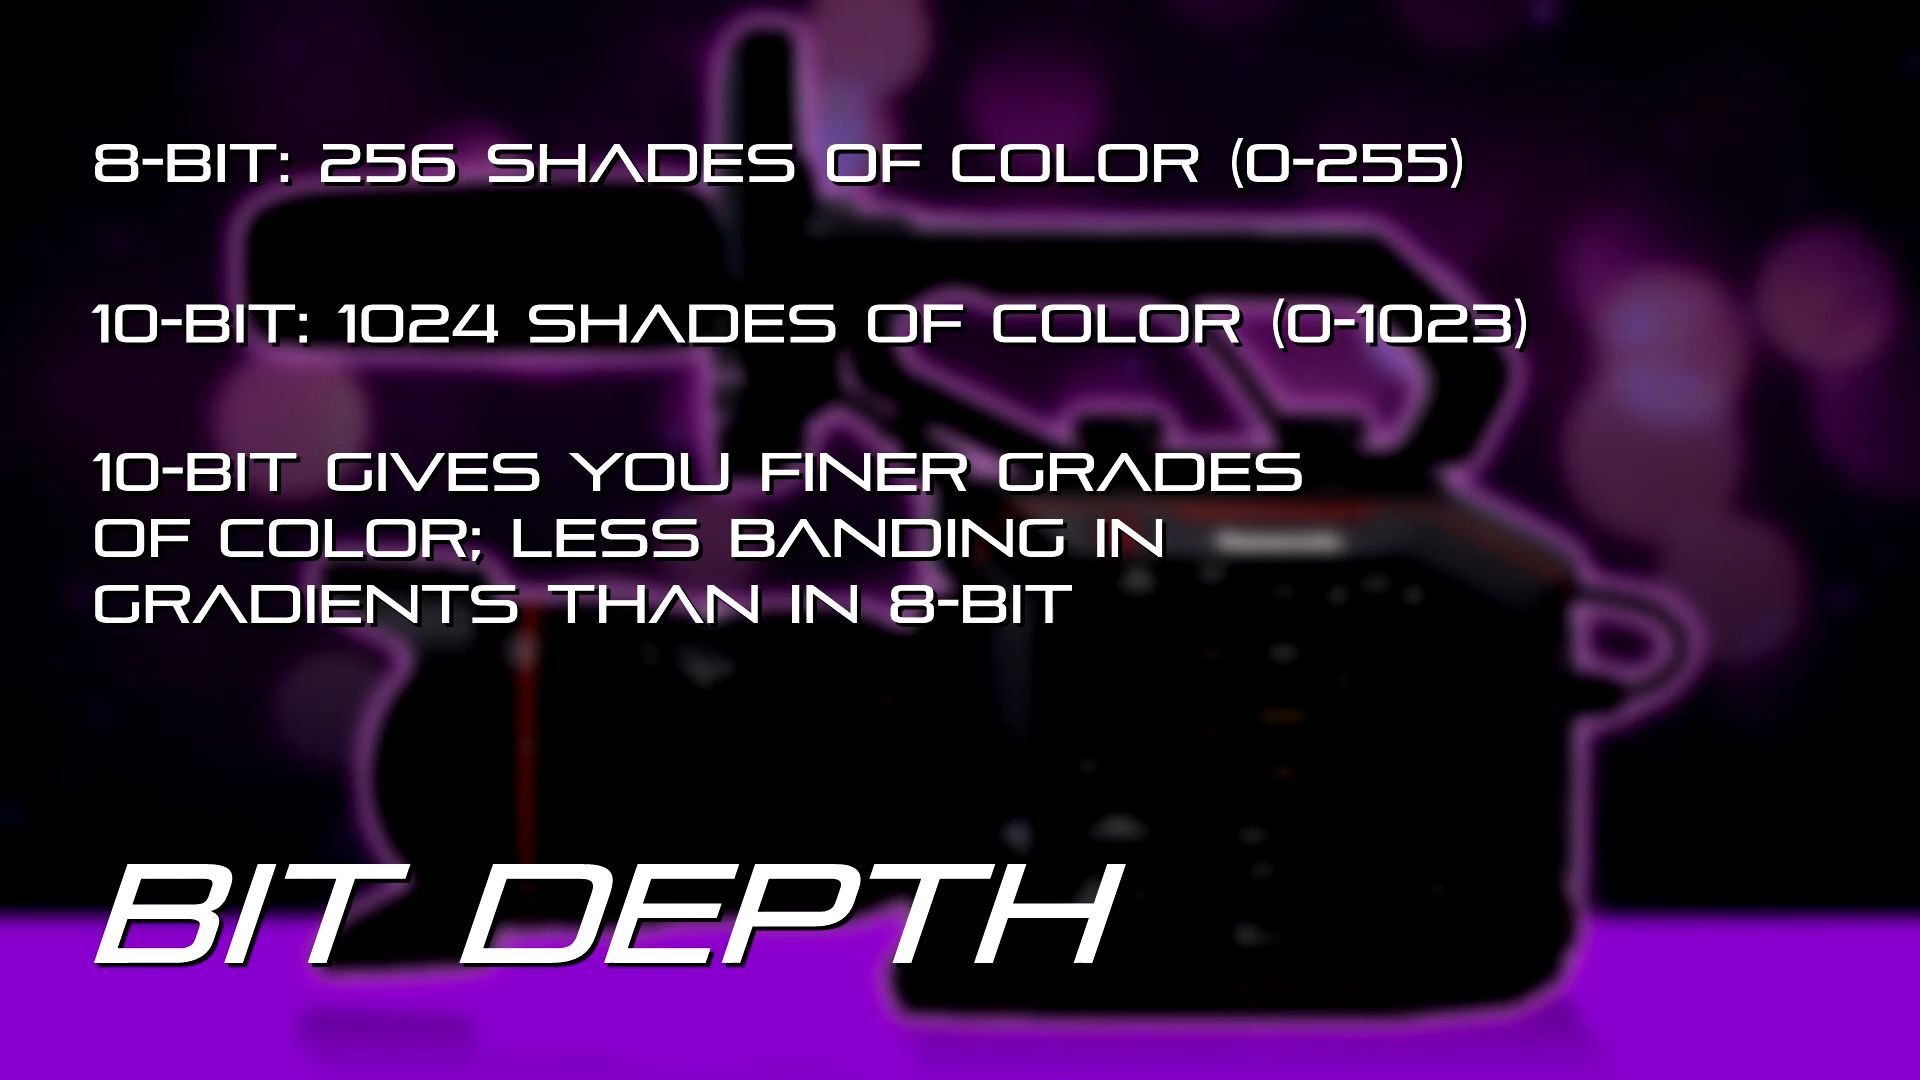 8-BIT: 256 SHADES OF COLOR (0-255)
10-BIT: 1024 SHADES OF COLOR (0-1023)
10-BIT GIVES YOU FINER GRADES
OF COLOR; LESS BANDING IN
GRADIENTS THAN IN 8-BIT
BIT DEPTH